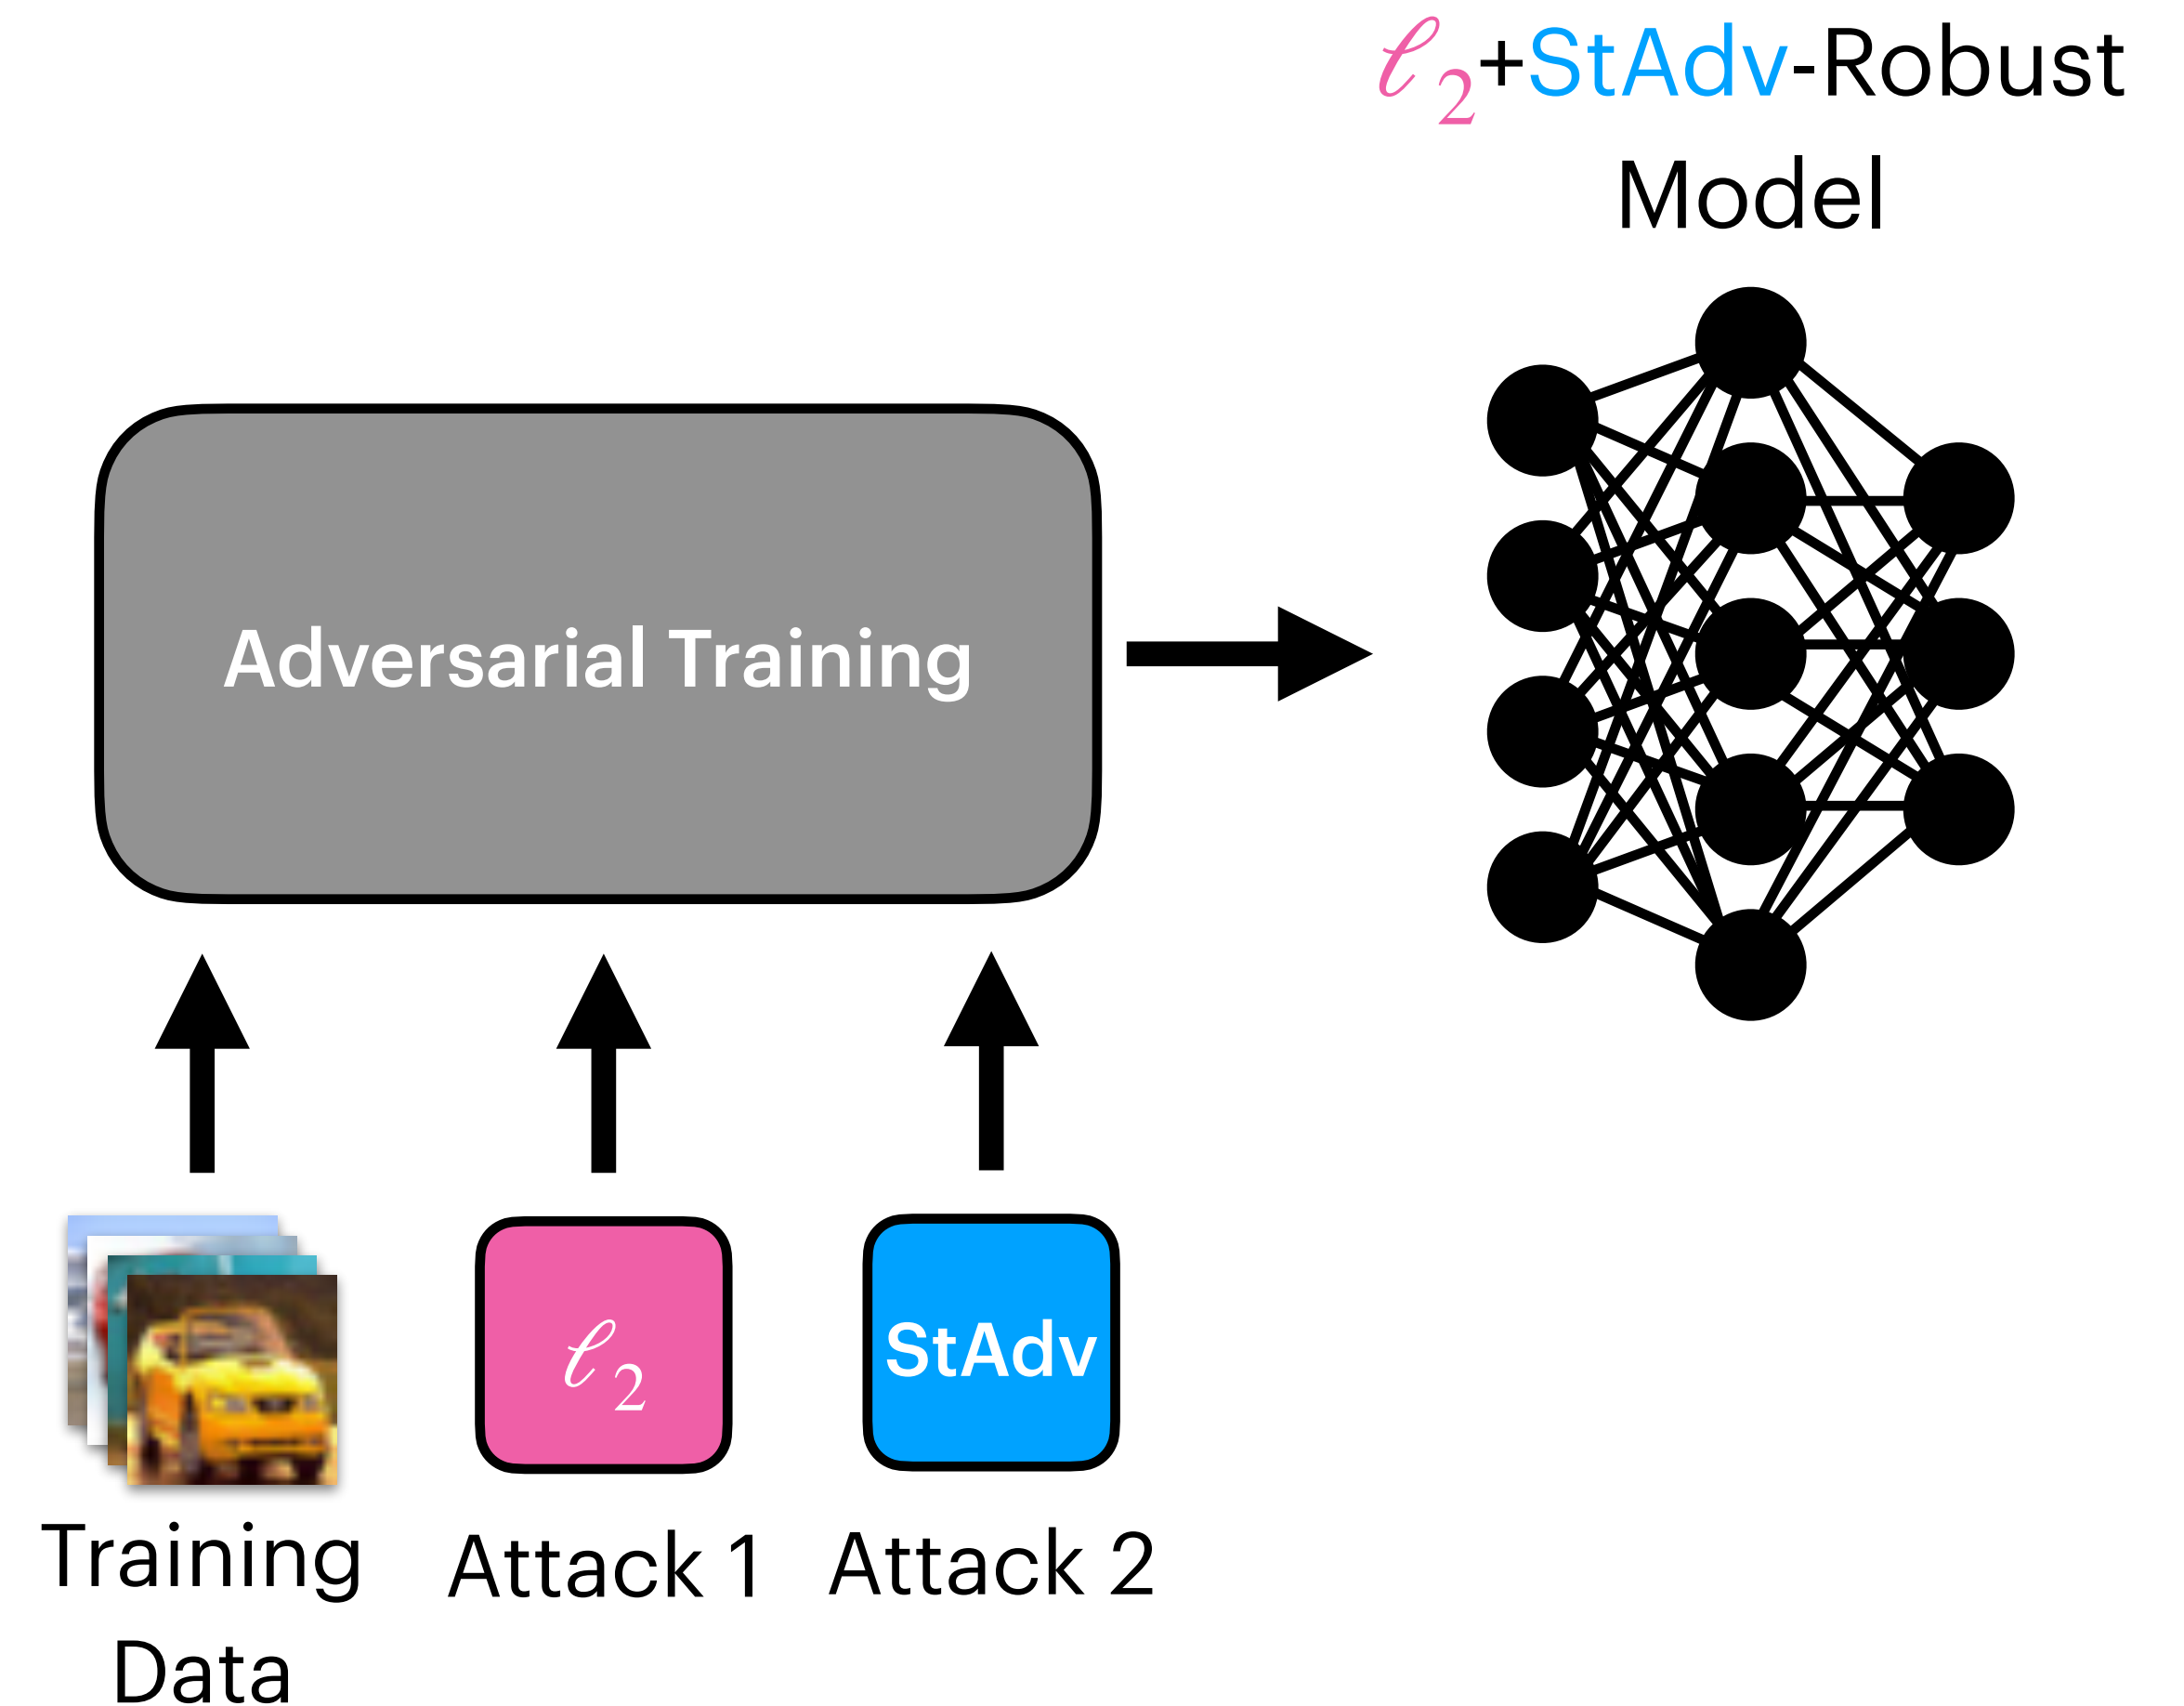 ℓ₂+StAdv-Robust
Model
Adversarial Training
ℓ₂
StAdv
Training
Data
Attack 1
Attack 2